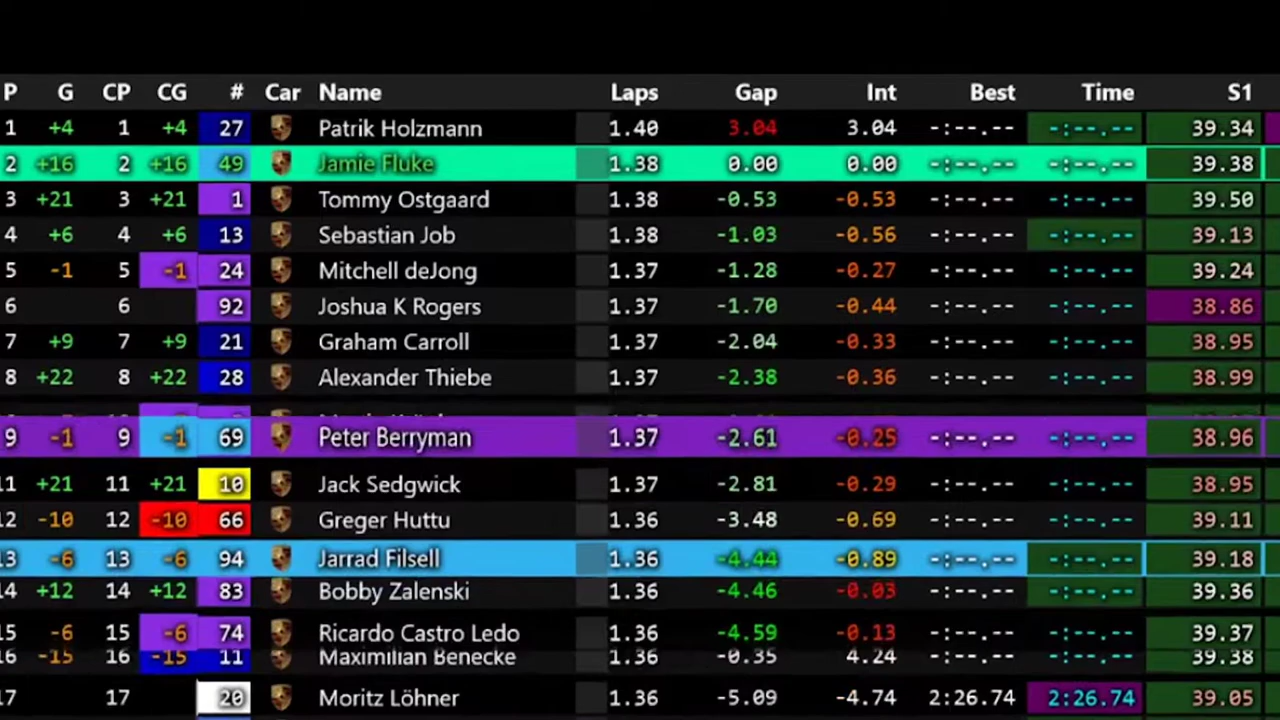 P G CP CG # Car Name Laps Gap Int Best Time S1
1 +4 1 +4 27 Patrik Holzmann 1.40 3.04 3.04 -:--.-- -:--.-- 39.34
2 +16 2 +16 49 Jamie Fluke 1.38 0.00 0.00 -:--.-- -:--.-- 39.38
3 +21 3 +21 1 Tommy Ostgaard 1.38 -0.53 -0.53 -:--.-- -:--.-- 39.50
4 +6 4 +6 13 Sebastian Job 1.38 -1.03 -0.56 -:--.-- -:--.-- 39.13
5 -1 5 -1 24 Mitchell deJong 1.37 -1.28 -0.27 -:--.-- -:--.-- 39.24
6 6 92 Joshua K Rogers 1.37 -1.70 -0.44 -:--.-- -:--.-- 38.86
7 +9 7 +9 21 Graham Carroll 1.37 -2.04 -0.33 -:--.-- -:--.-- 38.95
8 +22 8 +22 28 Alexander Thiebe 1.37 -2.38 -0.36 -:--.-- -:--.-- 38.99
9 -1 9 -1 69 Peter Berryman 1.37 -2.61 -0.25 -:--.-- -:--.-- 38.96
11 +21 11 +21 10 Jack Sedgwick 1.37 -2.81 -0.29 -:--.-- -:--.-- 38.95
12 -10 12 -10 66 Greger Huttu 1.36 -3.48 -0.69 -:--.-- -:--.-- 39.11
13 -6 13 -6 94 Jarrad Filsell 1.36 -4.44 -0.89 -:--.-- -:--.-- 39.18
14 +12 14 +12 83 Bobby Zalenski 1.36 -4.46 -0.03 -:--.-- -:--.-- 39.36
15 -6 15 -6 74 Ricardo Castro Ledo 1.36 -4.59 -0.13 -:--.-- -:--.-- 39.37
16 -15 16 -15 11 Maximilian Benecke 1.36 -0.35 4.24 -:--.-- -:--.-- 39.38
17 17 20 Moritz Löhner 1.36 -5.09 -4.74 2:26.74 2:26.74 39.05